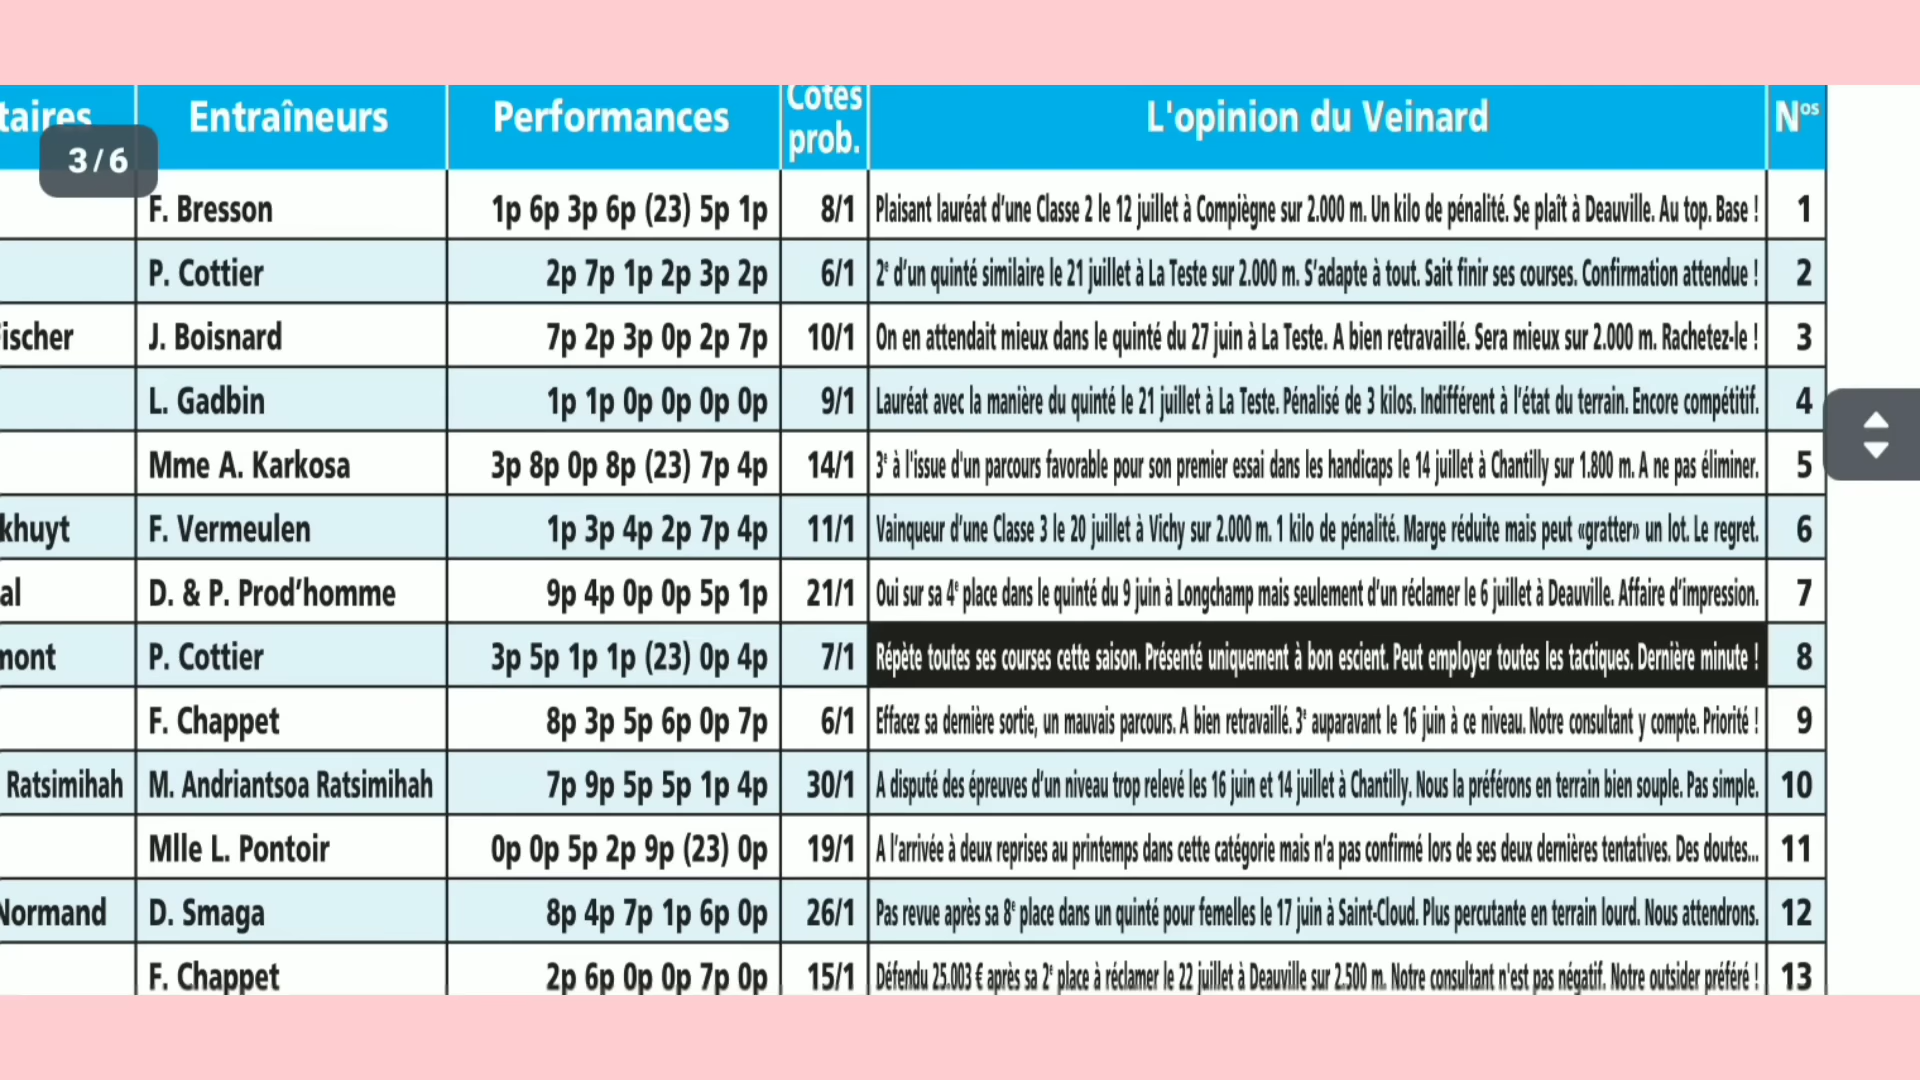 taires Entraîneurs Performances Cotes prob. L'opinion du Veinard Nos
3/6
F. Bresson 1p 6p 3p 6p (23) 5p 1p 8/1 Plaisant lauréat d'une Classe 2 le 12 juillet à Compiègne sur 2.000 m. Un kilo de pénalité. Se plaît à Deauville. Au top. Base ! 1
P. Cottier 2p 7p 1p 2p 3p 2p 6/1 2e d'un quinté similaire le 21 juillet à La Teste sur 2.000 m. S'adapte à tout. Sait finir ses courses. Confirmation attendue ! 2
Fischer J. Boisnard 7p 2p 3p 0p 2p 7p 10/1 On en attendait mieux dans le quinté du 27 juin à La Teste. A bien retravaillé. Sera mieux sur 2.000 m. Rachetez-le ! 3
L. Gadbin 1p 1p 0p 0p 0p 0p 9/1 Lauréat avec la manière du quinté le 21 juillet à La Teste. Pénalisé de 3 kilos. Indifférent à l'état du terrain. Encore compétitif. 4
Mme A. Karkosa 3p 8p 0p 8p (23) 7p 4p 14/1 3e à l'issue d'un parcours favorable pour son premier essai dans les handicaps le 14 juillet à Chantilly sur 1.800 m. A ne pas éliminer. 5
khuyt F. Vermeulen 1p 3p 4p 2p 7p 4p 11/1 Vainqueur d'une Classe 3 le 20 juillet à Vichy sur 2.000 m. 1 kilo de pénalité. Marge réduite mais peut «gratter» un lot. Le regret. 6
al D. & P. Prod'homme 9p 4p 0p 0p 5p 1p 21/1 Oui sur sa 4e place dans le quinté du 9 juin à Longchamp mais seulement d'un réclamer le 6 juillet à Deauville. Affaire d'impression. 7
mont P. Cottier 3p 5p 1p 1p (23) 0p 4p 7/1 Répète toutes ses courses cette saison. Présenté uniquement à bon escient. Peut employer toutes les tactiques. Dernière minute ! 8
F. Chappet 8p 3p 5p 6p 0p 7p 6/1 Effacez sa dernière sortie, un mauvais parcours. A bien retravaillé. 3e auparavant le 16 juin à ce niveau. Notre consultant y compte. Priorité ! 9
Ratsimihah M. Andriantsoa Ratsimihah 7p 9p 5p 5p 1p 4p 30/1 A disputé des épreuves d'un niveau trop relevé les 16 juin et 14 juillet à Chantilly. Nous la préférons en terrain bien souple. Pas simple. 10
Mlle L. Pontoir 0p 0p 5p 2p 9p (23) 0p 19/1 A l'arrivée à deux reprises au printemps dans cette catégorie mais n'a pas confirmé lors de ses deux dernières tentatives. Des doutes... 11
Normand D. Smaga 8p 4p 7p 1p 6p 0p 26/1 Pas revue après sa 8e place dans un quinté pour femelles le 17 juin à Saint-Cloud. Plus percutante en terrain lourd. Nous attendrons. 12
F. Chappet 2p 6p 0p 0p 7p 0p 15/1 Défendu 25.003 € après sa 2e place à réclamer le 22 juillet à Deauville sur 2.500 m. Notre consultant n'est pas négatif. Notre outsider préféré ! 13